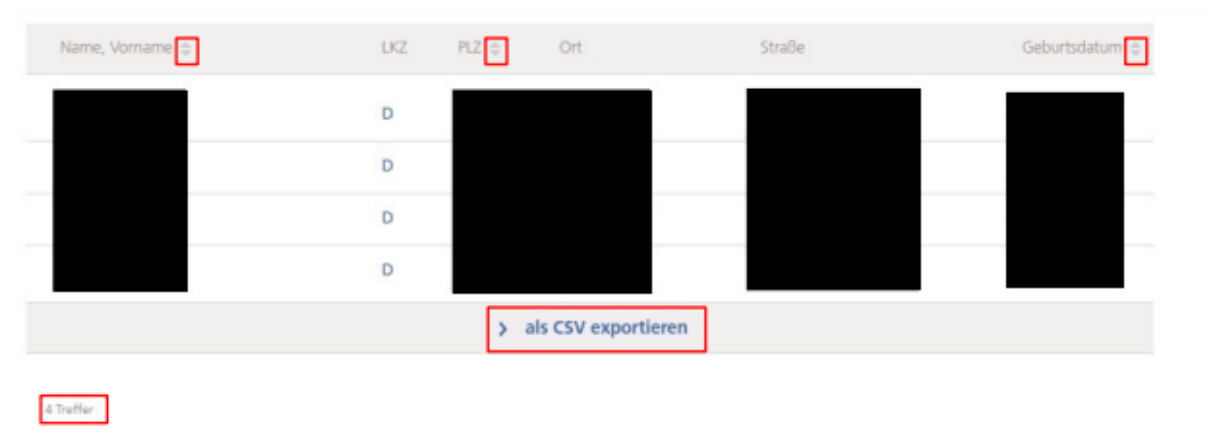 Name, Vorname LKZ PLZ Ort Straße Geburtsdatum
D
D
D
D
> als CSV exportieren
4 Treffer